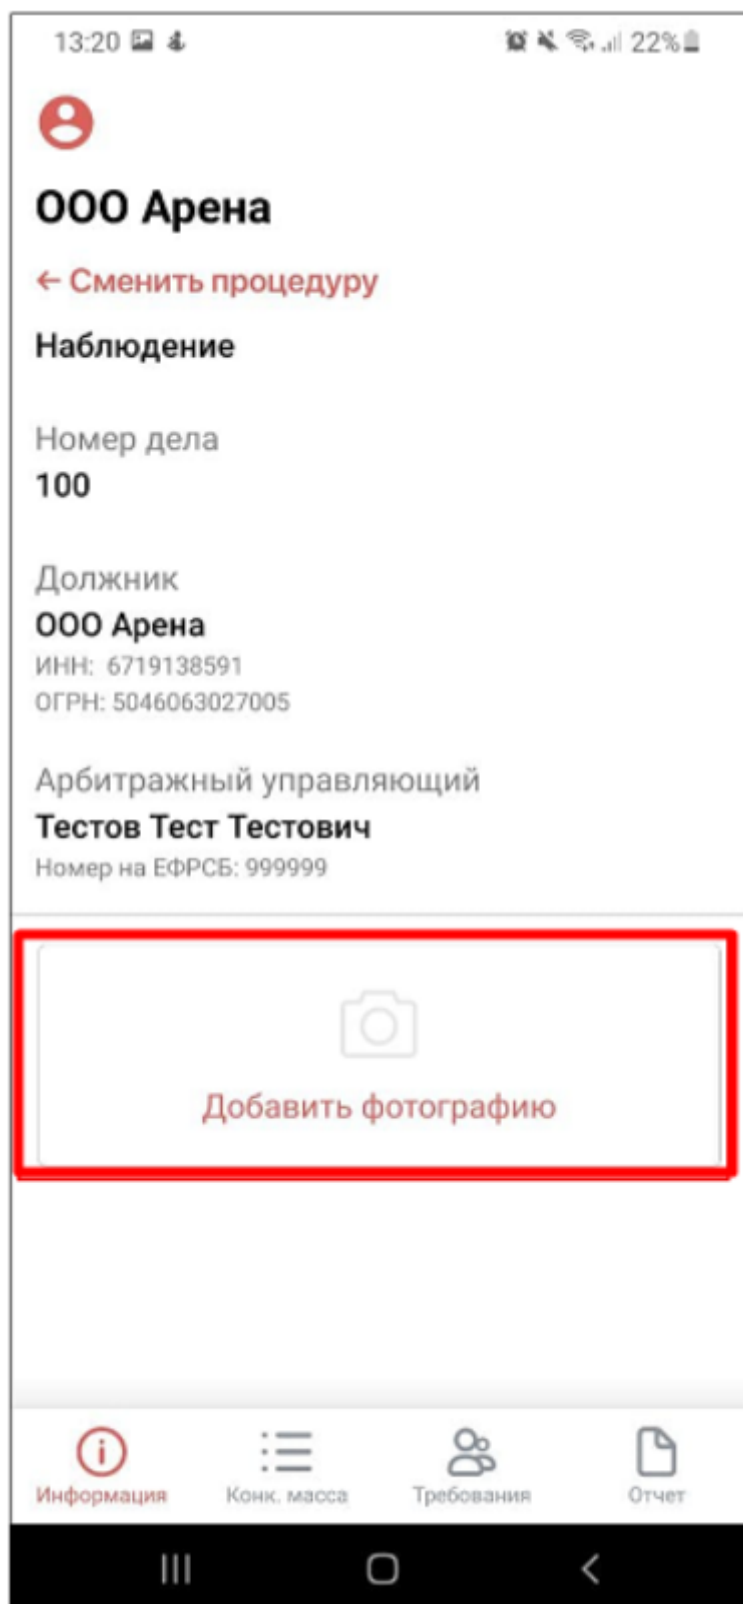 13:20
22%
ООО Арена
← Сменить процедуру
Наблюдение
Номер дела
100
Должник
ООО Арена
ИНН: 6719138591
ОГРН: 5046063027005
Арбитражный управляющий
Тестов Тест Тестович
Номер на ЕФРСБ: 999999
Добавить фотографию
Информация
Конк. масса
Требования
Отчет